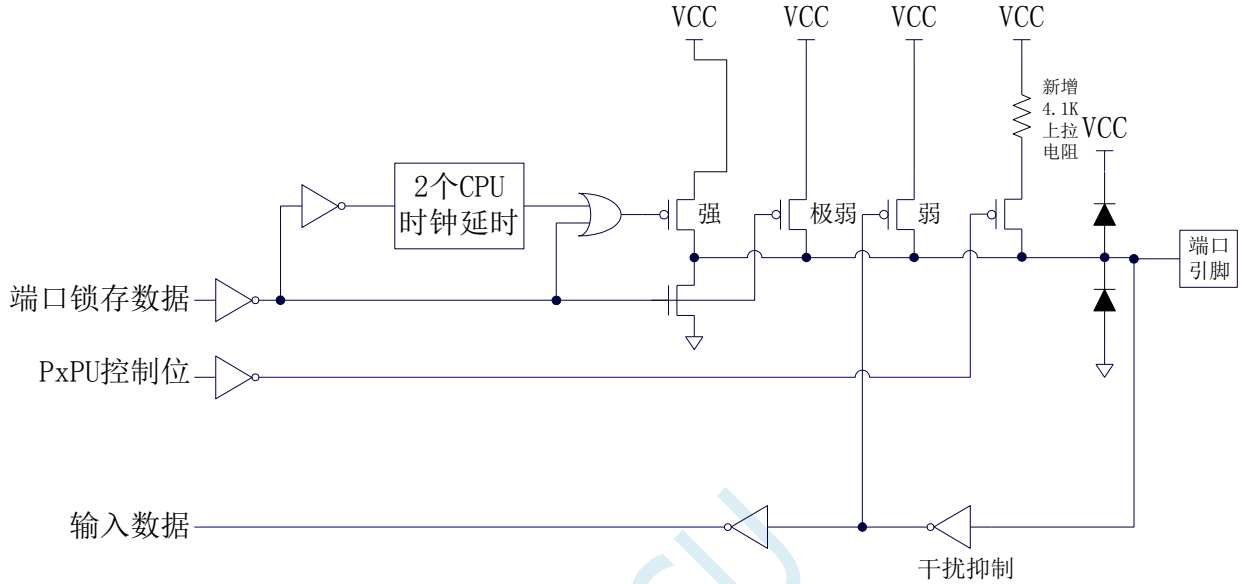 VCC
VCC
VCC
VCC
新增
4.1K
上拉
电阻
VCC
2个CPU
时钟延时
强
极弱
弱
端口
引脚
端口锁存数据
PxPU控制位
输入数据
干扰抑制
CU